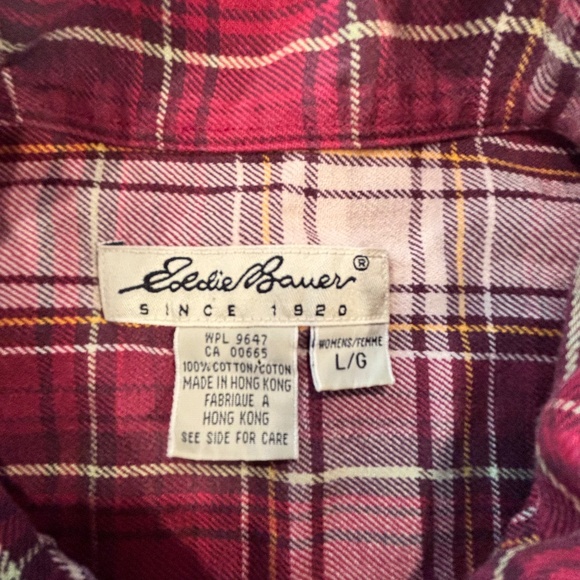 Eddie Bauer®
SINCE 1920
WPL 9647
CA 00665
100% COTTON/COTON
MADE IN HONG KONG
FABRIQUE A
HONG KONG
SEE SIDE FOR CARE
WOMENS/FEMME
L/G